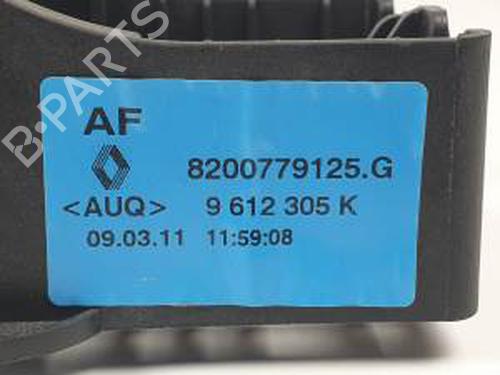 B-PARTS
AF
8200779125.G
<AUQ> 9 612 305 K
09.03.11 11:59:08